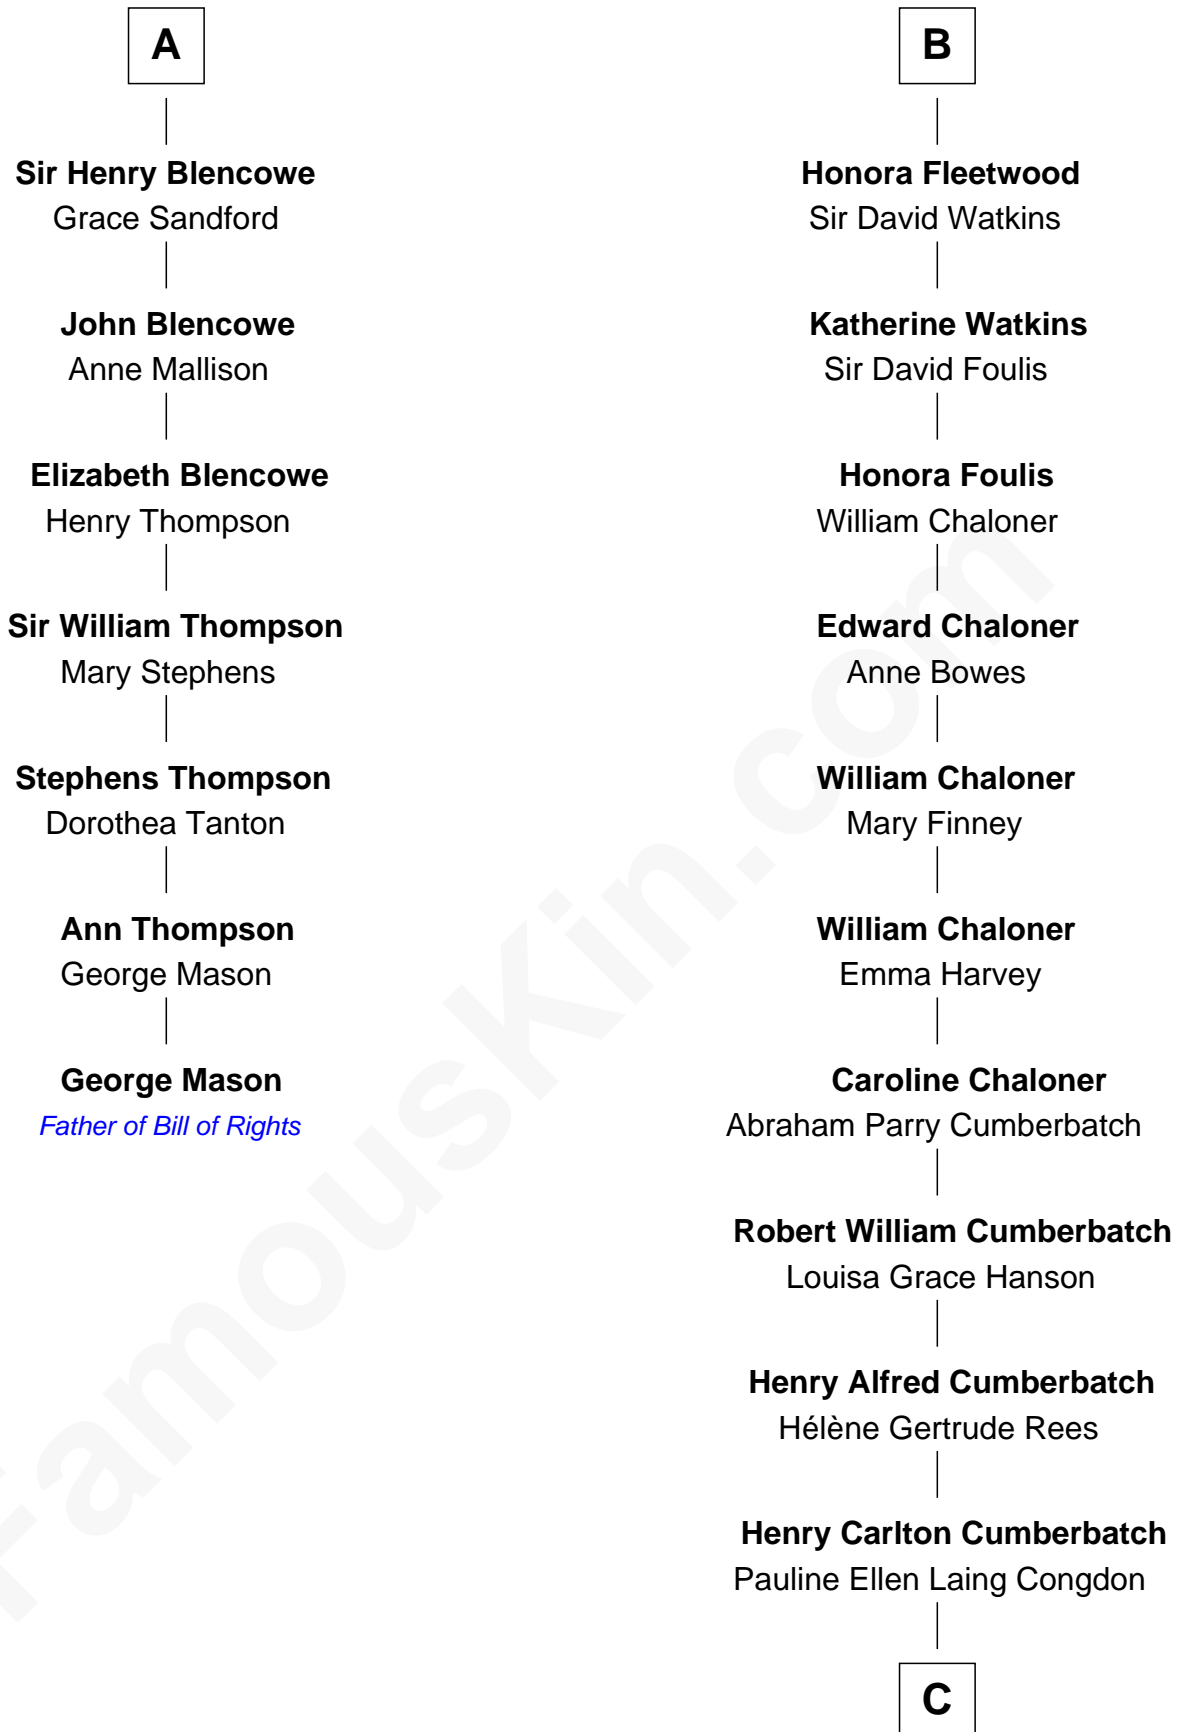 A
Sir Henry Blencowe
Grace Sandford
John Blencowe
Anne Mallison
Elizabeth Blencowe
Henry Thompson
Sir William Thompson
Mary Stephens
Stephens Thompson
Dorothea Tanton
Ann Thompson
George Mason
George Mason
Father of Bill of Rights
B
Honora Fleetwood
Sir David Watkins
Katherine Watkins
Sir David Foulis
Honora Foulis
William Chaloner
Edward Chaloner
Anne Bowes
William Chaloner
Mary Finney
William Chaloner
Emma Harvey
Caroline Chaloner
Abraham Parry Cumberbatch
Robert William Cumberbatch
Louisa Grace Hanson
Henry Alfred Cumberbatch
Hélène Gertrude Rees
Henry Carlton Cumberbatch
Pauline Ellen Laing Congdon
C
FamousKin.com